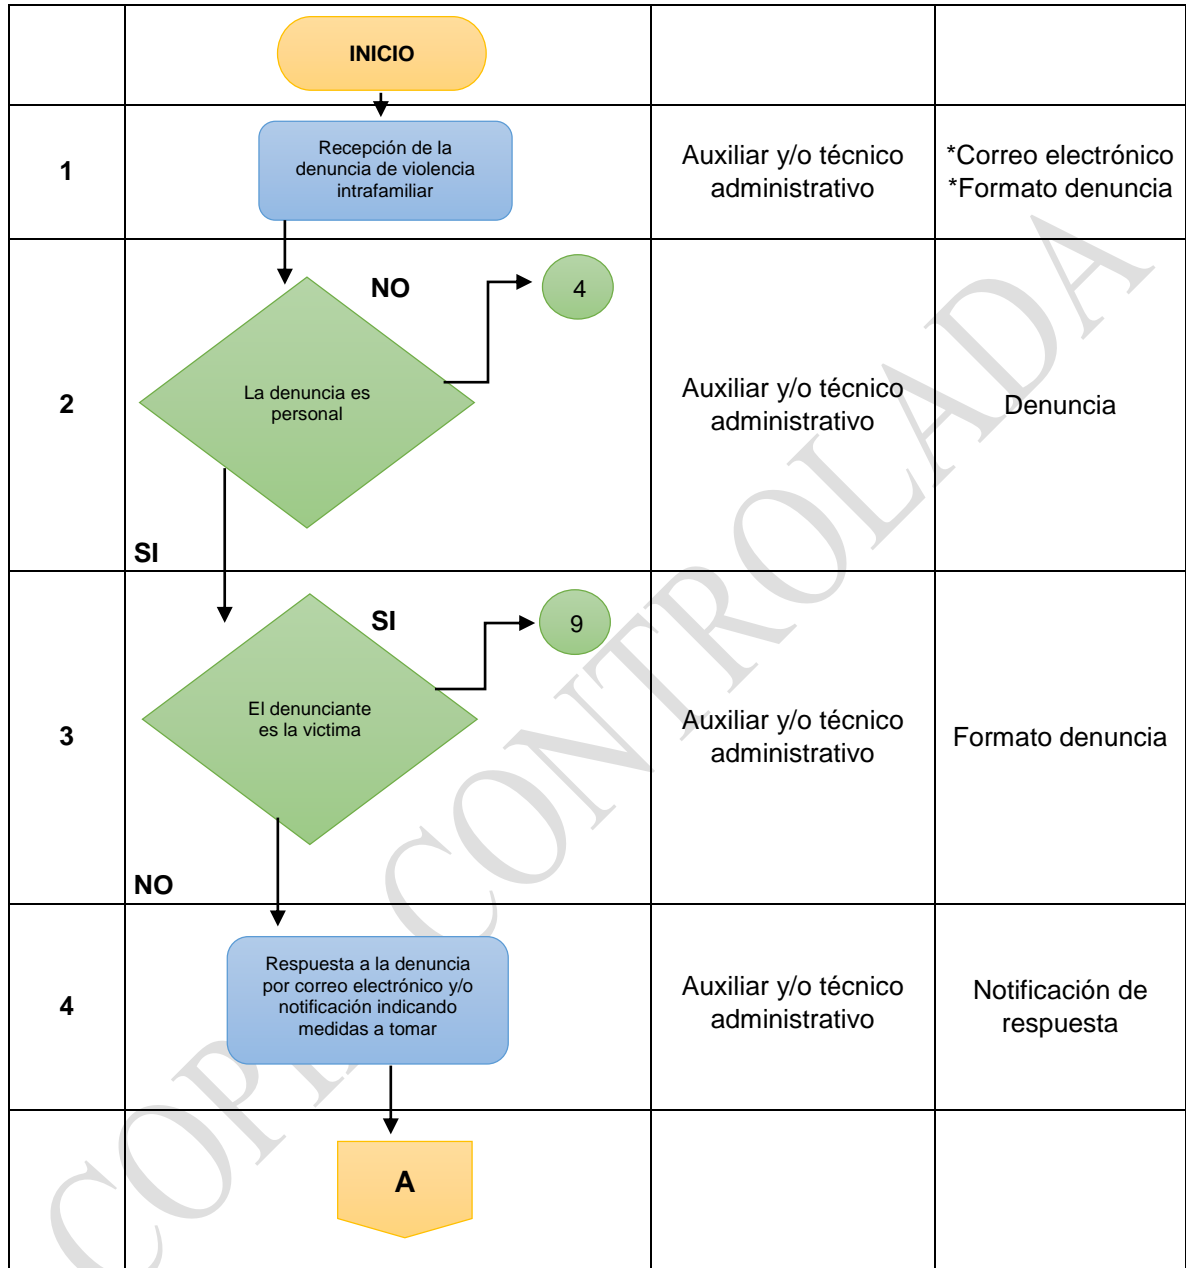 INICIO
1
Recepción de la
denuncia de violencia
intrafamiliar
Auxiliar y/o técnico
administrativo
*Correo electrónico
*Formato denuncia
2
NO
4
La denuncia es
personal
SI
Auxiliar y/o técnico
administrativo
Denuncia
3
SI
9
El denunciante
es la victima
NO
Auxiliar y/o técnico
administrativo
Formato denuncia
4
Respuesta a la denuncia
por correo electrónico y/o
notificación indicando
medidas a tomar
Auxiliar y/o técnico
administrativo
Notificación de
respuesta
A
COPIA CONTROLADA